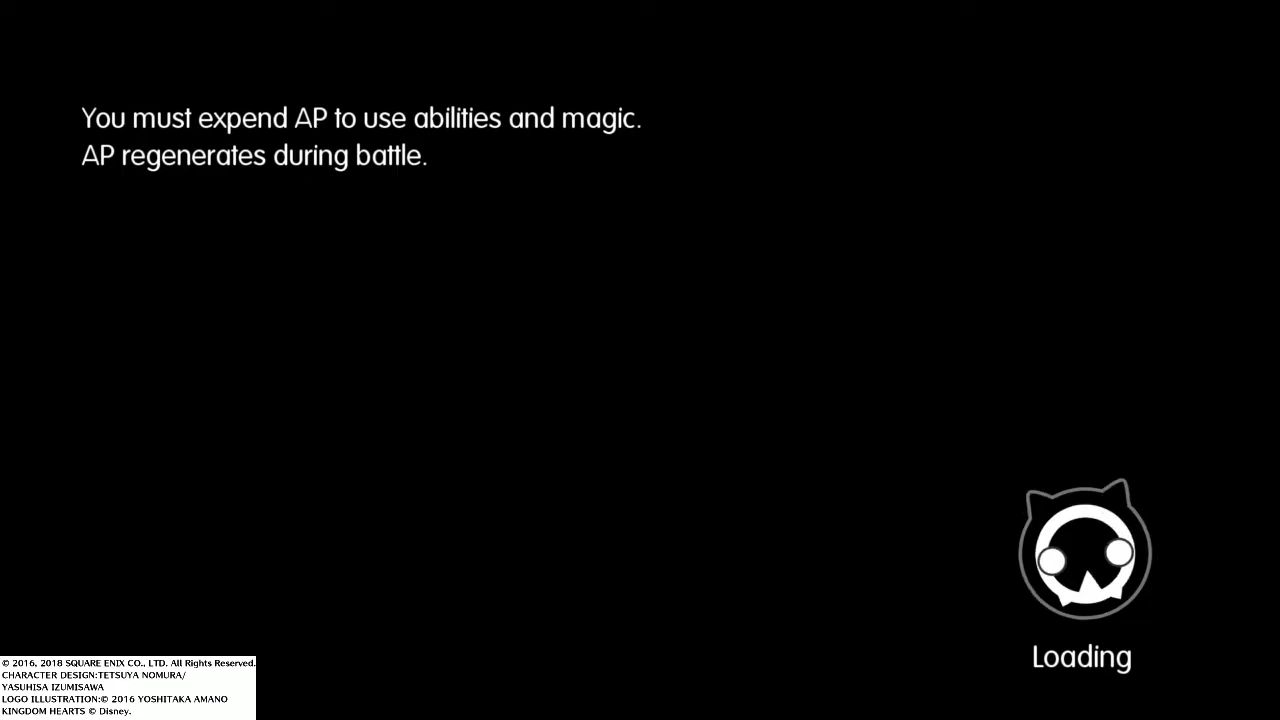 You must expend AP to use abilities and magic.
AP regenerates during battle.
Loading
© 2016, 2018 SQUARE ENIX CO., LTD. All Rights Reserved.
CHARACTER DESIGN:TETSUYA NOMURA/
YASUHISA IZUMISAWA
LOGO ILLUSTRATION:© 2016 YOSHITAKA AMANO
KINGDOM HEARTS © Disney.